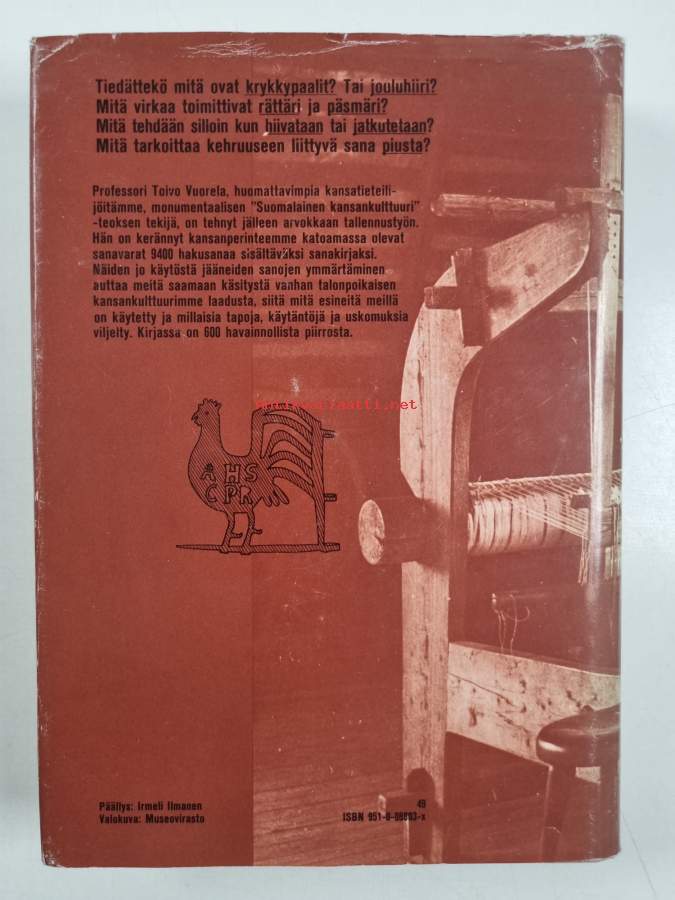 Tiedättekö mitä ovat krykkypaalit? Tai jouluhiiri?
Mitä virkaa toimittivat rättäri ja päsmäri?
Mitä tehdään silloin kun hiivataan tai jatkutetaan?
Mitä tarkoittaa kehruuseen liittyvä sana piusta?
Professori Toivo Vuorela, huomattavimpia kansatieteili-
jöitämme, monumentaalisen "Suomalainen kansankulttuuri"
-teoksen tekijä, on tehnyt jälleen arvokkaan tallennustyön.
Hän on kerännyt kansanperinteemme katoamassa olevat
sanavarat 9400 hakusanaa sisältäväksi sanakirjaksi.
Näiden jo käytöstä jääneiden sanojen ymmärtäminen
auttaa meitä saamaan käsitystä vanhan talonpoikaisen
kansankulttuurimme laadusta, siitä mitä esineitä meillä
on käytetty ja millaisia tapoja, käytäntöjä ja uskomuksia
viljelty. Kirjassa on 600 havainnollista piirrosta.
HS
CPR
Päällys: Irmeli Ilmanen
Valokuva: Museovirasto
49
ISBN